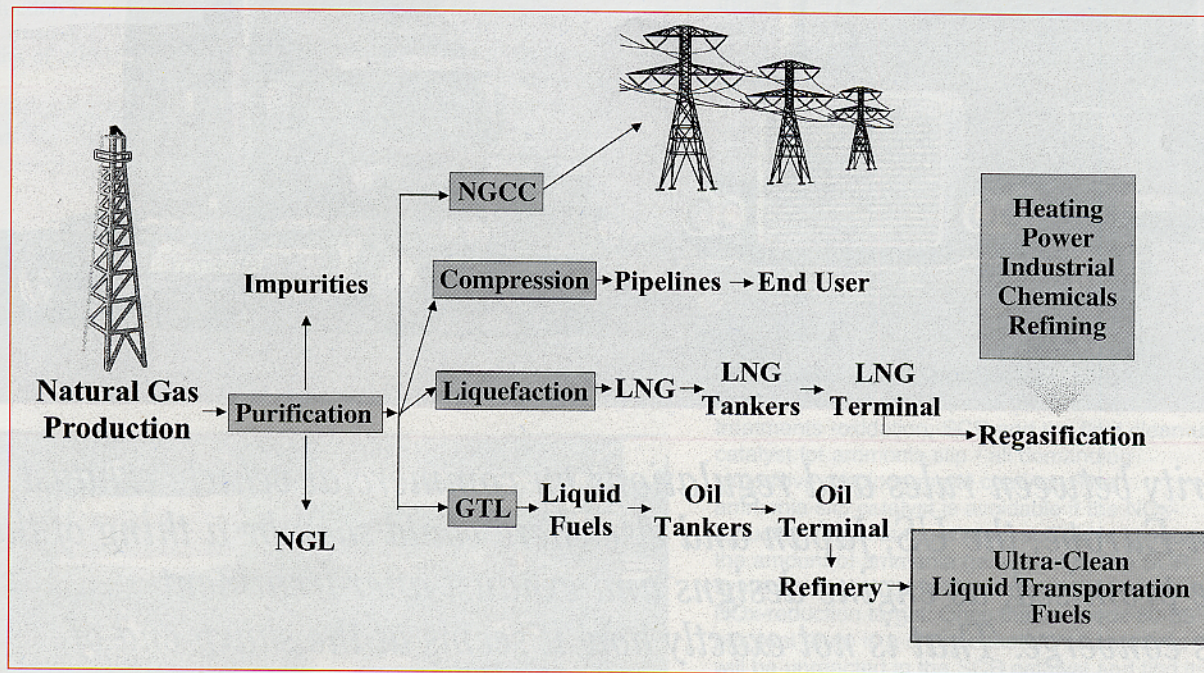 NGCC
Heating
Power
Industrial
Chemicals
Refining
Impurities
Compression
Pipelines
End User
Natural Gas
Production
Purification
Liquefaction
LNG
LNG
Tankers
LNG
Terminal
Regasification
NGL
GTL
Liquid
Fuels
Oil
Tankers
Oil
Terminal
Refinery
Ultra-Clean
Liquid Transportation
Fuels